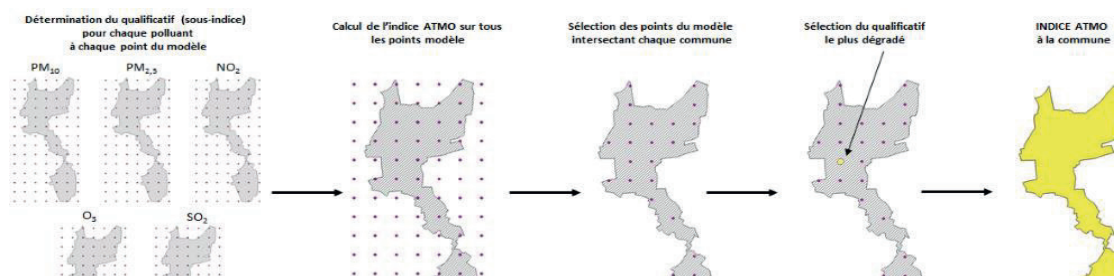 Détermination du qualificatif (sous-indice)
pour chaque polluant
à chaque point du modèle
PM₁₀
PM₂,₅
NO₂
O₃
SO₂
Calcul de l'indice ATMO sur tous
les points modèle
Sélection des points du modèle
intersectant chaque commune
Sélection du qualificatif
le plus dégradé
INDICE ATMO
à la commune